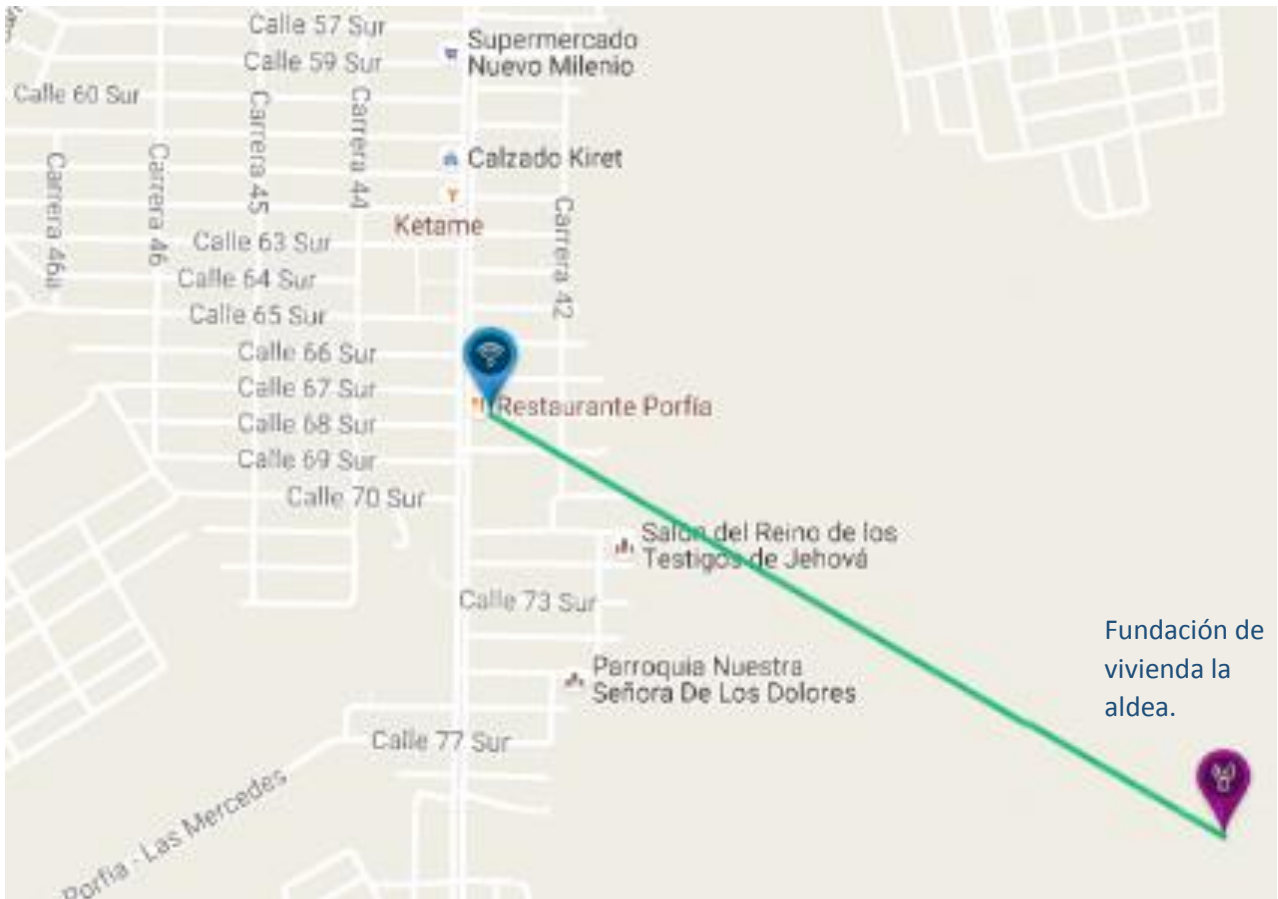 Calle 57 Sur
Supermercado
Nuevo Milenio
Calle 59 Sur
Calle 60 Sur
Carrera 45
Carrera 44
Carrera 46a
Carrera 46
Calzado Kiret
Ketame
Carrera 42
Calle 63 Sur
Calle 64 Sur
Calle 65 Sur
Calle 66 Sur
Calle 67 Sur
Restaurante Porfía
Calle 68 Sur
Calle 69 Sur
Calle 70 Sur
Salón del Reino de los
Testigos de Jehová
Calle 73 Sur
Fundación de
vivienda la
aldea.
Parroquia Nuestra
Señora De Los Dolores
Calle 77 Sur
Porfia - Las Mercedes